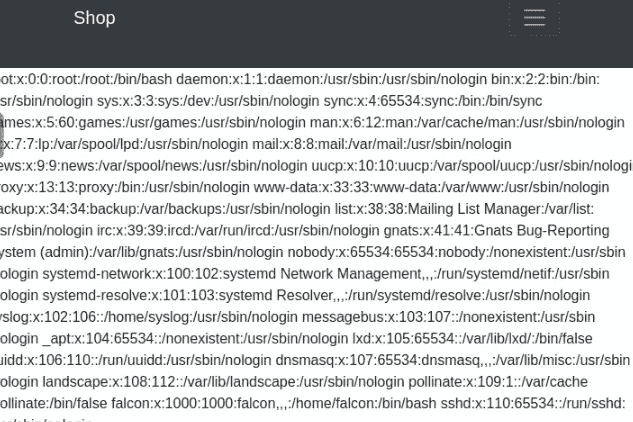 Shop
ot:x:0:0:root:/root:/bin/bash daemon:x:1:1:daemon:/usr/sbin:/usr/sbin/nologin bin:x:2:2:bin:/bin:
sr/sbin/nologin sys:x:3:3:sys:/dev:/usr/sbin/nologin sync:x:4:65534:sync:/bin:/bin/sync
ames:x:5:60:games:/usr/games:/usr/sbin/nologin man:x:6:12:man:/var/cache/man:/usr/sbin/nologin
:x:7:7:lp:/var/spool/lpd:/usr/sbin/nologin mail:x:8:8:mail:/var/mail:/usr/sbin/nologin
ews:x:9:9:news:/var/spool/news:/usr/sbin/nologin uucp:x:10:10:uucp:/var/spool/uucp:/usr/sbin/nologi
oxy:x:13:13:proxy:/bin:/usr/sbin/nologin www-data:x:33:33:www-data:/var/www:/usr/sbin/nologin
ackup:x:34:34:backup:/var/backups:/usr/sbin/nologin list:x:38:38:Mailing List Manager:/var/list:
sr/sbin/nologin irc:x:39:39:ircd:/var/run/ircd:/usr/sbin/nologin gnats:x:41:41:Gnats Bug-Reporting
ystem (admin):/var/lib/gnats:/usr/sbin/nologin nobody:x:65534:65534:nobody:/nonexistent:/usr/sbin
ologin systemd-network:x:100:102:systemd Network Management,,,:/run/systemd/netif:/usr/sbin
ologin systemd-resolve:x:101:103:systemd Resolver,,,:/run/systemd/resolve:/usr/sbin/nologin
yslog:x:102:106::/home/syslog:/usr/sbin/nologin messagebus:x:103:107::/nonexistent:/usr/sbin
ologin _apt:x:104:65534::/nonexistent:/usr/sbin/nologin lxd:x:105:65534::/var/lib/lxd/:/bin/false
uidd:x:106:110::/run/uuidd:/usr/sbin/nologin dnsmasq:x:107:65534:dnsmasq,,,:/var/lib/misc:/usr/sbin
ologin landscape:x:108:112::/var/lib/landscape:/usr/sbin/nologin pollinate:x:109:1::/var/cache
ollinate:/bin/false falcon:x:1000:1000:falcon,,,:/home/falcon:/bin/bash sshd:x:110:65534::/run/sshd: